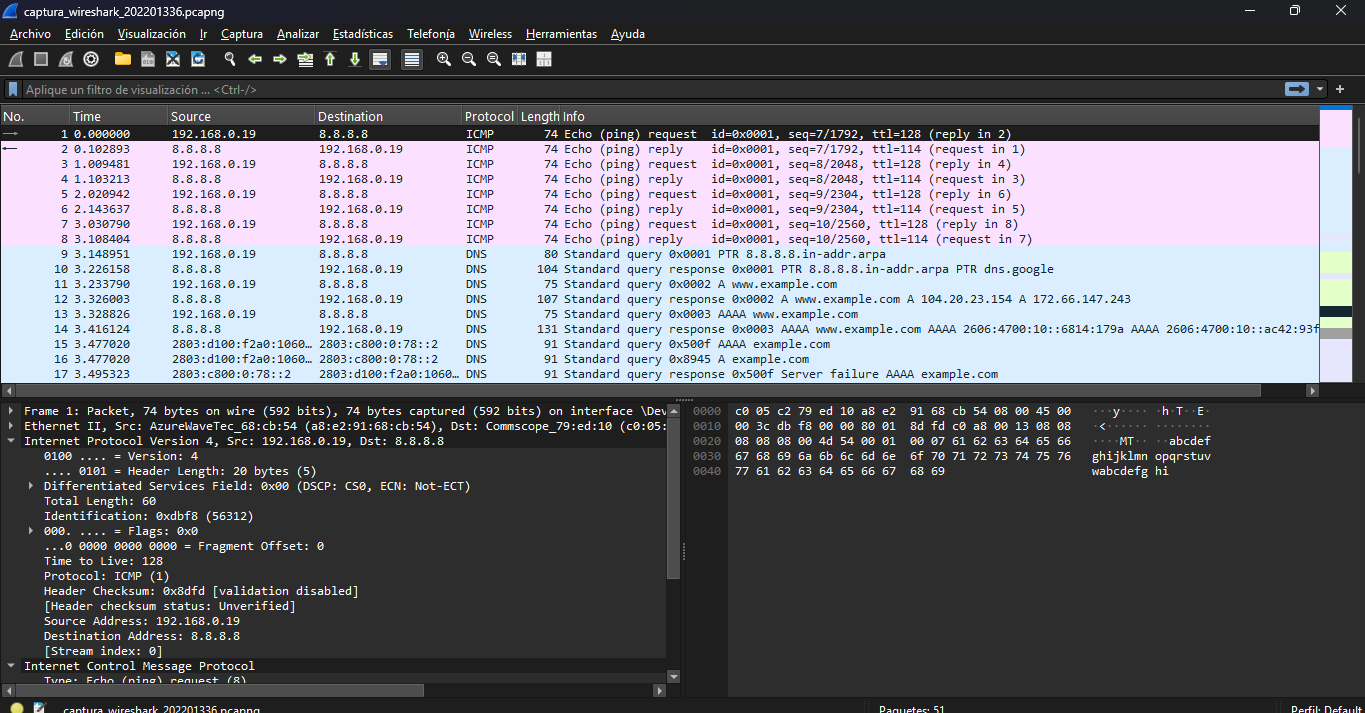 captura_wireshark_202201336.pcapng
Archivo Edición Visualización Ir Captura Analizar Estadísticas Telefonía Wireless Herramientas Ayuda
Aplique un filtro de visualización ... <Ctrl-/>
No. Time Source Destination Protocol Length Info
1 0.000000 192.168.0.19 8.8.8.8 ICMP 74 Echo (ping) request id=0x0001, seq=7/1792, ttl=128 (reply in 2)
2 0.102893 8.8.8.8 192.168.0.19 ICMP 74 Echo (ping) reply id=0x0001, seq=7/1792, ttl=114 (request in 1)
3 1.009481 192.168.0.19 8.8.8.8 ICMP 74 Echo (ping) request id=0x0001, seq=8/2048, ttl=128 (reply in 4)
4 1.103213 8.8.8.8 192.168.0.19 ICMP 74 Echo (ping) reply id=0x0001, seq=8/2048, ttl=114 (request in 3)
5 2.020942 192.168.0.19 8.8.8.8 ICMP 74 Echo (ping) request id=0x0001, seq=9/2304, ttl=128 (reply in 6)
6 2.143637 8.8.8.8 192.168.0.19 ICMP 74 Echo (ping) reply id=0x0001, seq=9/2304, ttl=114 (request in 5)
7 3.030790 192.168.0.19 8.8.8.8 ICMP 74 Echo (ping) request id=0x0001, seq=10/2560, ttl=128 (reply in 8)
8 3.108404 8.8.8.8 192.168.0.19 ICMP 74 Echo (ping) reply id=0x0001, seq=10/2560, ttl=114 (request in 7)
9 3.148951 192.168.0.19 8.8.8.8 DNS 80 Standard query 0x0001 PTR 8.8.8.8.in-addr.arpa
10 3.226158 8.8.8.8 192.168.0.19 DNS 104 Standard query response 0x0001 PTR 8.8.8.8.in-addr.arpa PTR dns.google
11 3.233790 192.168.0.19 8.8.8.8 DNS 75 Standard query 0x0002 A www.example.com
12 3.326003 8.8.8.8 192.168.0.19 DNS 107 Standard query response 0x0002 A www.example.com A 104.20.23.154 A 172.66.147.243
13 3.328826 192.168.0.19 8.8.8.8 DNS 75 Standard query 0x0003 AAAA www.example.com
14 3.416124 8.8.8.8 192.168.0.19 DNS 131 Standard query response 0x0003 AAAA www.example.com AAAA 2606:4700:10::6814:179a AAAA 2606:4700:10::ac42:93f
15 3.477020 2803:d100:f2a0:1060… 2803:c800:0:78::2 DNS 91 Standard query 0x500f AAAA example.com
16 3.477020 2803:d100:f2a0:1060… 2803:c800:0:78::2 DNS 91 Standard query 0x8945 A example.com
17 3.495323 2803:c800:0:78::2 2803:d100:f2a0:1060… DNS 91 Standard query response 0x500f Server failure AAAA example.com
Frame 1: Packet, 74 bytes on wire (592 bits), 74 bytes captured (592 bits) on interface \Dev
Ethernet II, Src: AzureWaveTec_68:cb:54 (a8:e2:91:68:cb:54), Dst: Commscope_79:ed:10 (c0:05:
Internet Protocol Version 4, Src: 192.168.0.19, Dst: 8.8.8.8
0100 .... = Version: 4
.... 0101 = Header Length: 20 bytes (5)
Differentiated Services Field: 0x00 (DSCP: CS0, ECN: Not-ECT)
Total Length: 60
Identification: 0xdbf8 (56312)
000. .... = Flags: 0x0
...0 0000 0000 0000 = Fragment Offset: 0
Time to Live: 128
Protocol: ICMP (1)
Header Checksum: 0x8dfd [validation disabled]
[Header checksum status: Unverified]
Source Address: 192.168.0.19
Destination Address: 8.8.8.8
[Stream index: 0]
Internet Control Message Protocol
Type: Echo (ping) request (8)
0000 c0 05 c2 79 ed 10 a8 e2 91 68 cb 54 08 00 45 00 ···y···· ·h·T··E·
0010 00 3c db f8 00 00 80 01 8d fd c0 a8 00 13 08 08 ·<······ ········
0020 08 08 08 00 4d 54 00 01 00 07 61 62 63 64 65 66 ····MT·· ··abcdef
0030 67 68 69 6a 6b 6c 6d 6e 6f 70 71 72 73 74 75 76 ghijklmn opqrstuv
0040 77 61 62 63 64 65 66 67 68 69 wabcdefg hi
captura_wireshark_202201336.pcapng Paquetes: 51 Perfil: Default